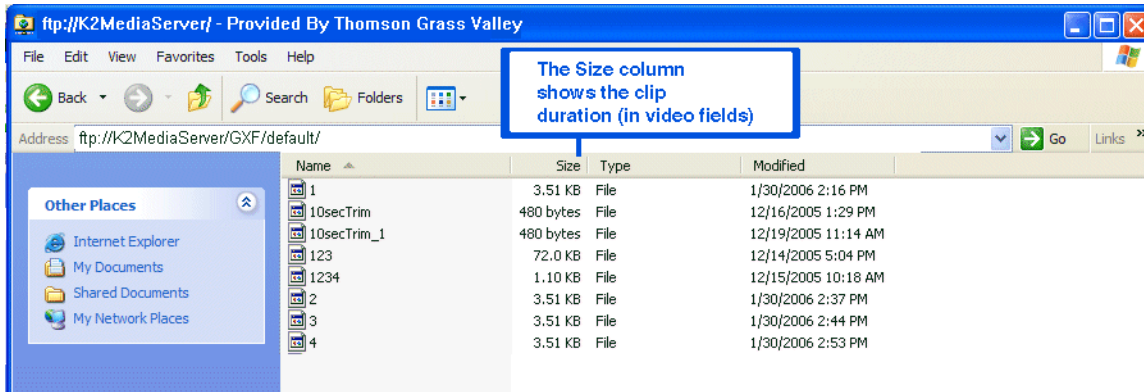 ftp://K2MediaServer/ - Provided By Thomson Grass Valley
File Edit View Favorites Tools Help
Back Search Folders
The Size column
shows the clip
duration (in video fields)
Address ftp://K2MediaServer/GXF/default/ Go Links »
Name Size Type Modified
Other Places
Internet Explorer
My Documents
Shared Documents
My Network Places
1 3.51 KB File 1/30/2006 2:16 PM
10secTrim 480 bytes File 12/16/2005 1:29 PM
10secTrim_1 480 bytes File 12/19/2005 11:14 AM
123 72.0 KB File 12/14/2005 5:04 PM
1234 1.10 KB File 12/15/2005 10:18 AM
2 3.51 KB File 1/30/2006 2:37 PM
3 3.51 KB File 1/30/2006 2:44 PM
4 3.51 KB File 1/30/2006 2:53 PM